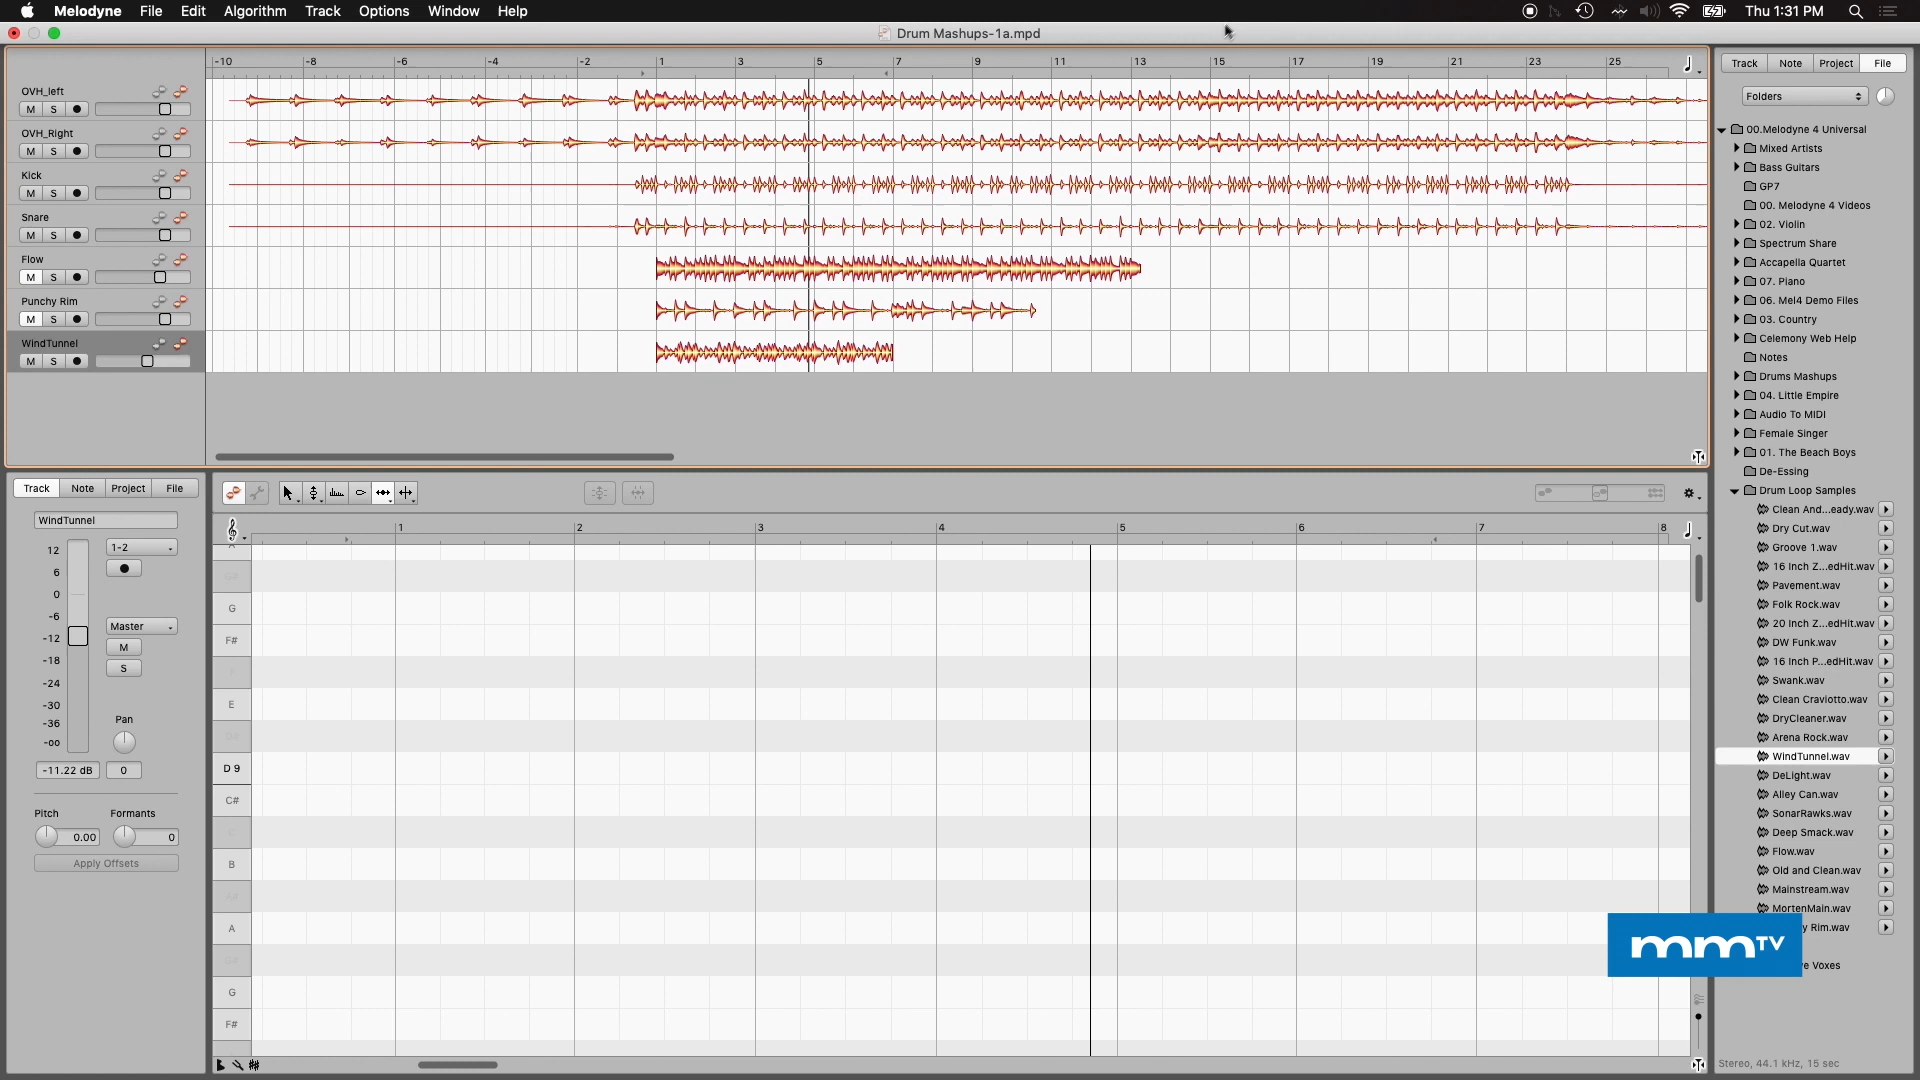 Melodyne File Edit Algorithm Track Options Window Help Thu 1:31 PM
Drum Mashups-1a.mpd
-10 -8 -6 -4 -2 1 3 5 7 9 11 13 15 17 19 21 23 25
OVH_left
M S
OVH_Right
M S
Kick
M S
Snare
M S
Flow
M S
Punchy Rim
M S
WindTunnel
M S
Track Note Project File
Folders
00.Melodyne 4 Universal
Mixed Artists
Bass Guitars
GP7
00. Melodyne 4 Videos
02. Violin
Spectrum Share
Accapella Quartet
07. Piano
06. Mel4 Demo Files
03. Country
Celemony Web Help
Notes
Drums Mashups
04. Little Empire
Audio To MIDI
Female Singer
01. The Beach Boys
De-Essing
Drum Loop Samples
Clean And...eady.wav
Dry Cut.wav
Groove 1.wav
16 Inch Z...edHit.wav
Pavement.wav
Folk Rock.wav
20 Inch Z...edHit.wav
DW Funk.wav
16 Inch P...edHit.wav
Swank.wav
Clean Craviotto.wav
DryCleaner.wav
Arena Rock.wav
WindTunnel.wav
DeLight.wav
Alley Can.wav
SonarRawks.wav
Deep Smack.wav
Flow.wav
Old and Clean.wav
Mainstream.wav
MortenMain.wav
y Rim.wav
ve Voxes
mmTV
Stereo, 44.1 kHz, 15 sec
Track Note Project File
WindTunnel
12
6
0
-6
-12
-18
-24
-30
-36
-oo
1-2
Master
M
S
Pan
-11.22 dB 0
Pitch Formants
0.00 0
Apply Offsets
1 2 3 4 5 6 7 8
G#
G
F#
F
E
D#
D 9
C#
C
B
A#
A
G#
G
F#